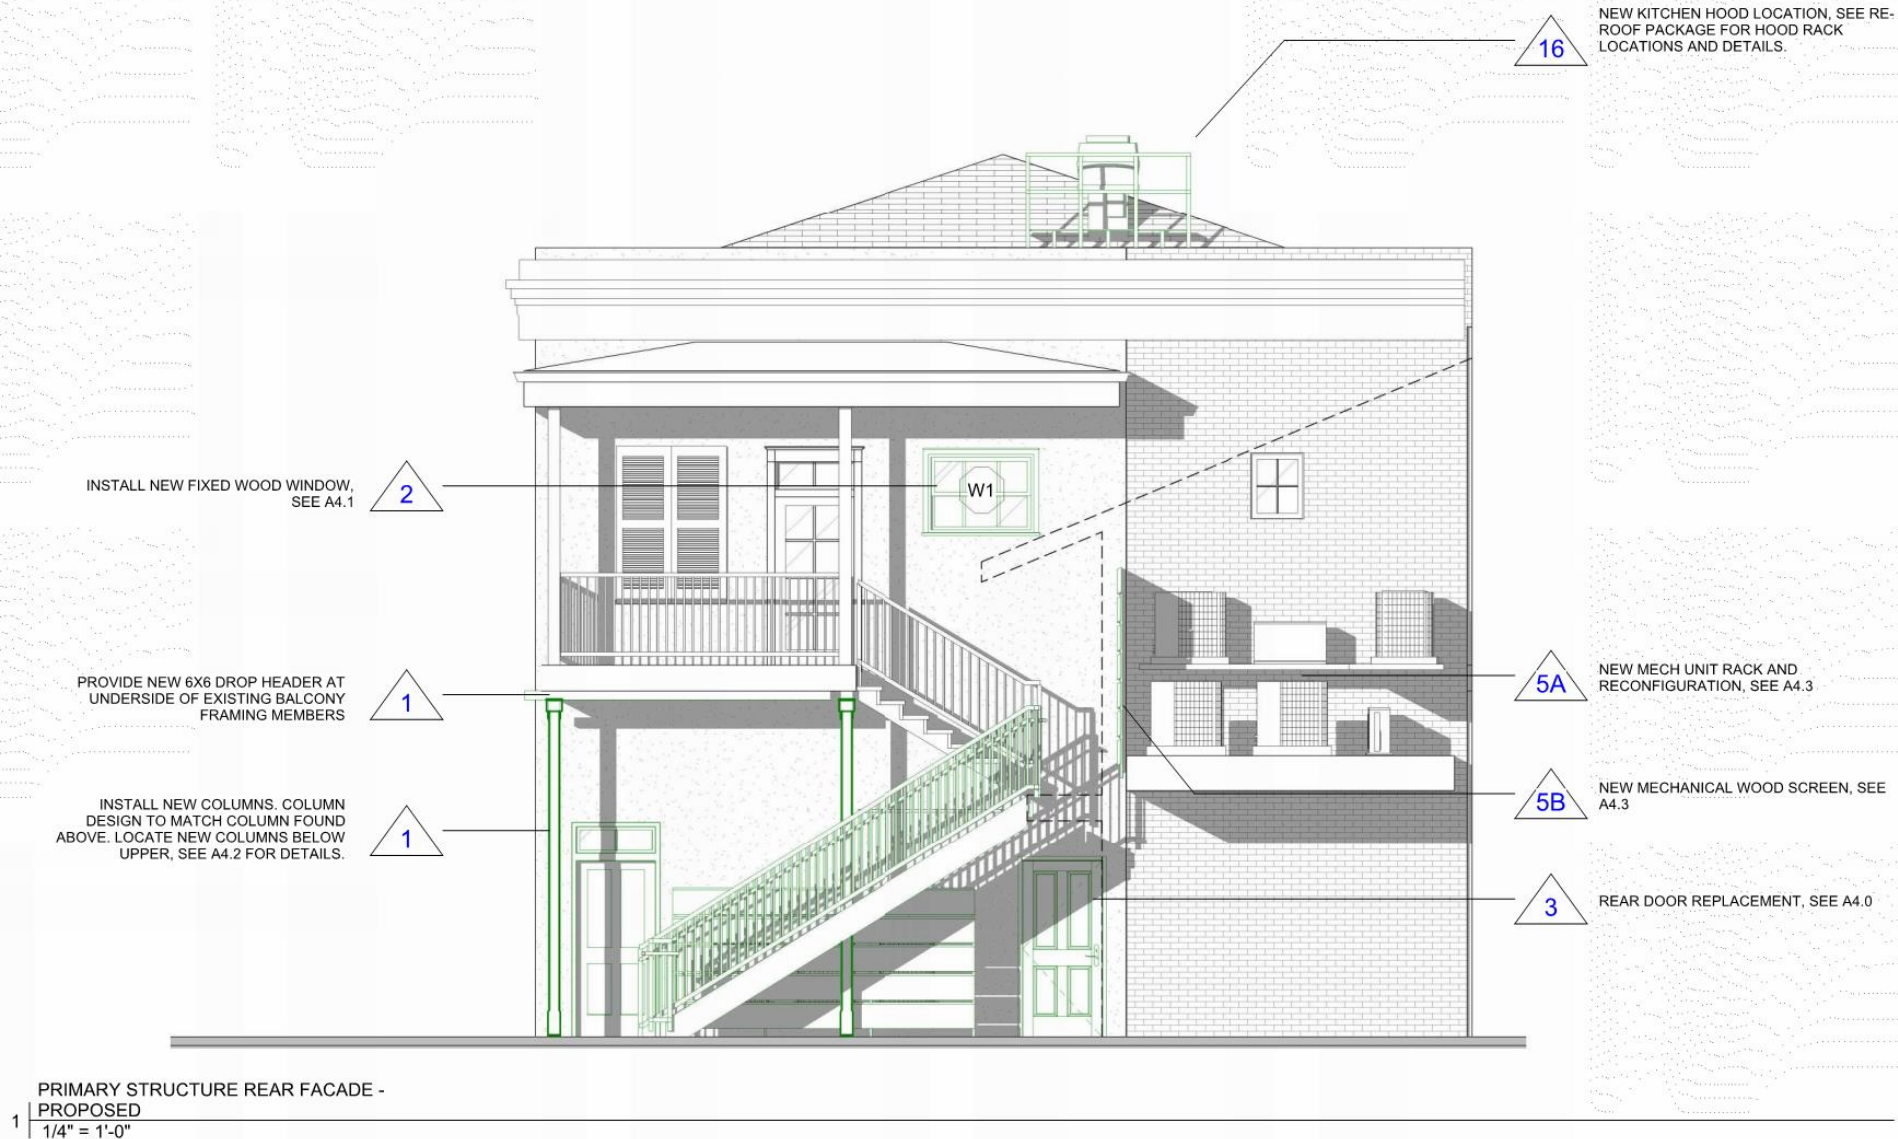 NEW KITCHEN HOOD LOCATION, SEE RE-
ROOF PACKAGE FOR HOOD RACK
LOCATIONS AND DETAILS.
16
INSTALL NEW FIXED WOOD WINDOW,
SEE A4.1
2
W1
PROVIDE NEW 6X6 DROP HEADER AT
UNDERSIDE OF EXISTING BALCONY
FRAMING MEMBERS
1
NEW MECH UNIT RACK AND
RECONFIGURATION, SEE A4.3
5A
NEW MECHANICAL WOOD SCREEN, SEE
A4.3
5B
INSTALL NEW COLUMNS. COLUMN
DESIGN TO MATCH COLUMN FOUND
ABOVE. LOCATE NEW COLUMNS BELOW
UPPER, SEE A4.2 FOR DETAILS.
1
REAR DOOR REPLACEMENT, SEE A4.0
3
PRIMARY STRUCTURE REAR FACADE -
PROPOSED
1
1/4" = 1'-0"